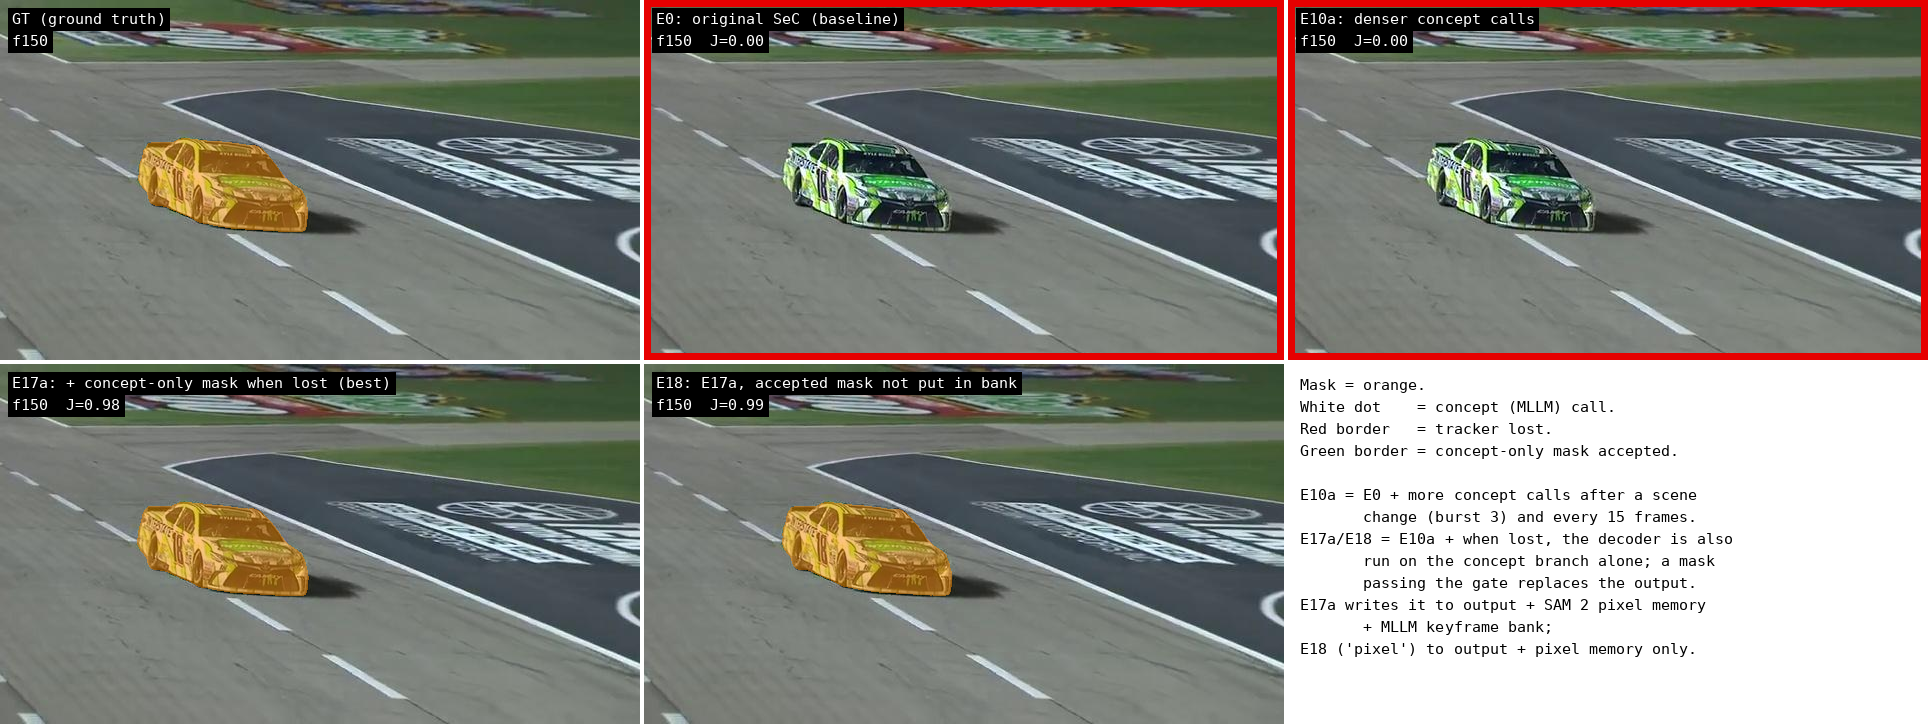 GT (ground truth)
f150
E0: original SeC (baseline)
f150  J=0.00
E10a: denser concept calls
f150  J=0.00
E17a: + concept-only mask when lost (best)
f150  J=0.98
E18: E17a, accepted mask not put in bank
f150  J=0.99
Mask = orange.
White dot    = concept (MLLM) call.
Red border   = tracker lost.
Green border = concept-only mask accepted.
E10a = E0 + more concept calls after a scene
change (burst 3) and every 15 frames.
E17a/E18 = E10a + when lost, the decoder is also
run on the concept branch alone; a mask
passing the gate replaces the output.
E17a writes it to output + SAM 2 pixel memory
+ MLLM keyframe bank;
E18 ('pixel') to output + pixel memory only.